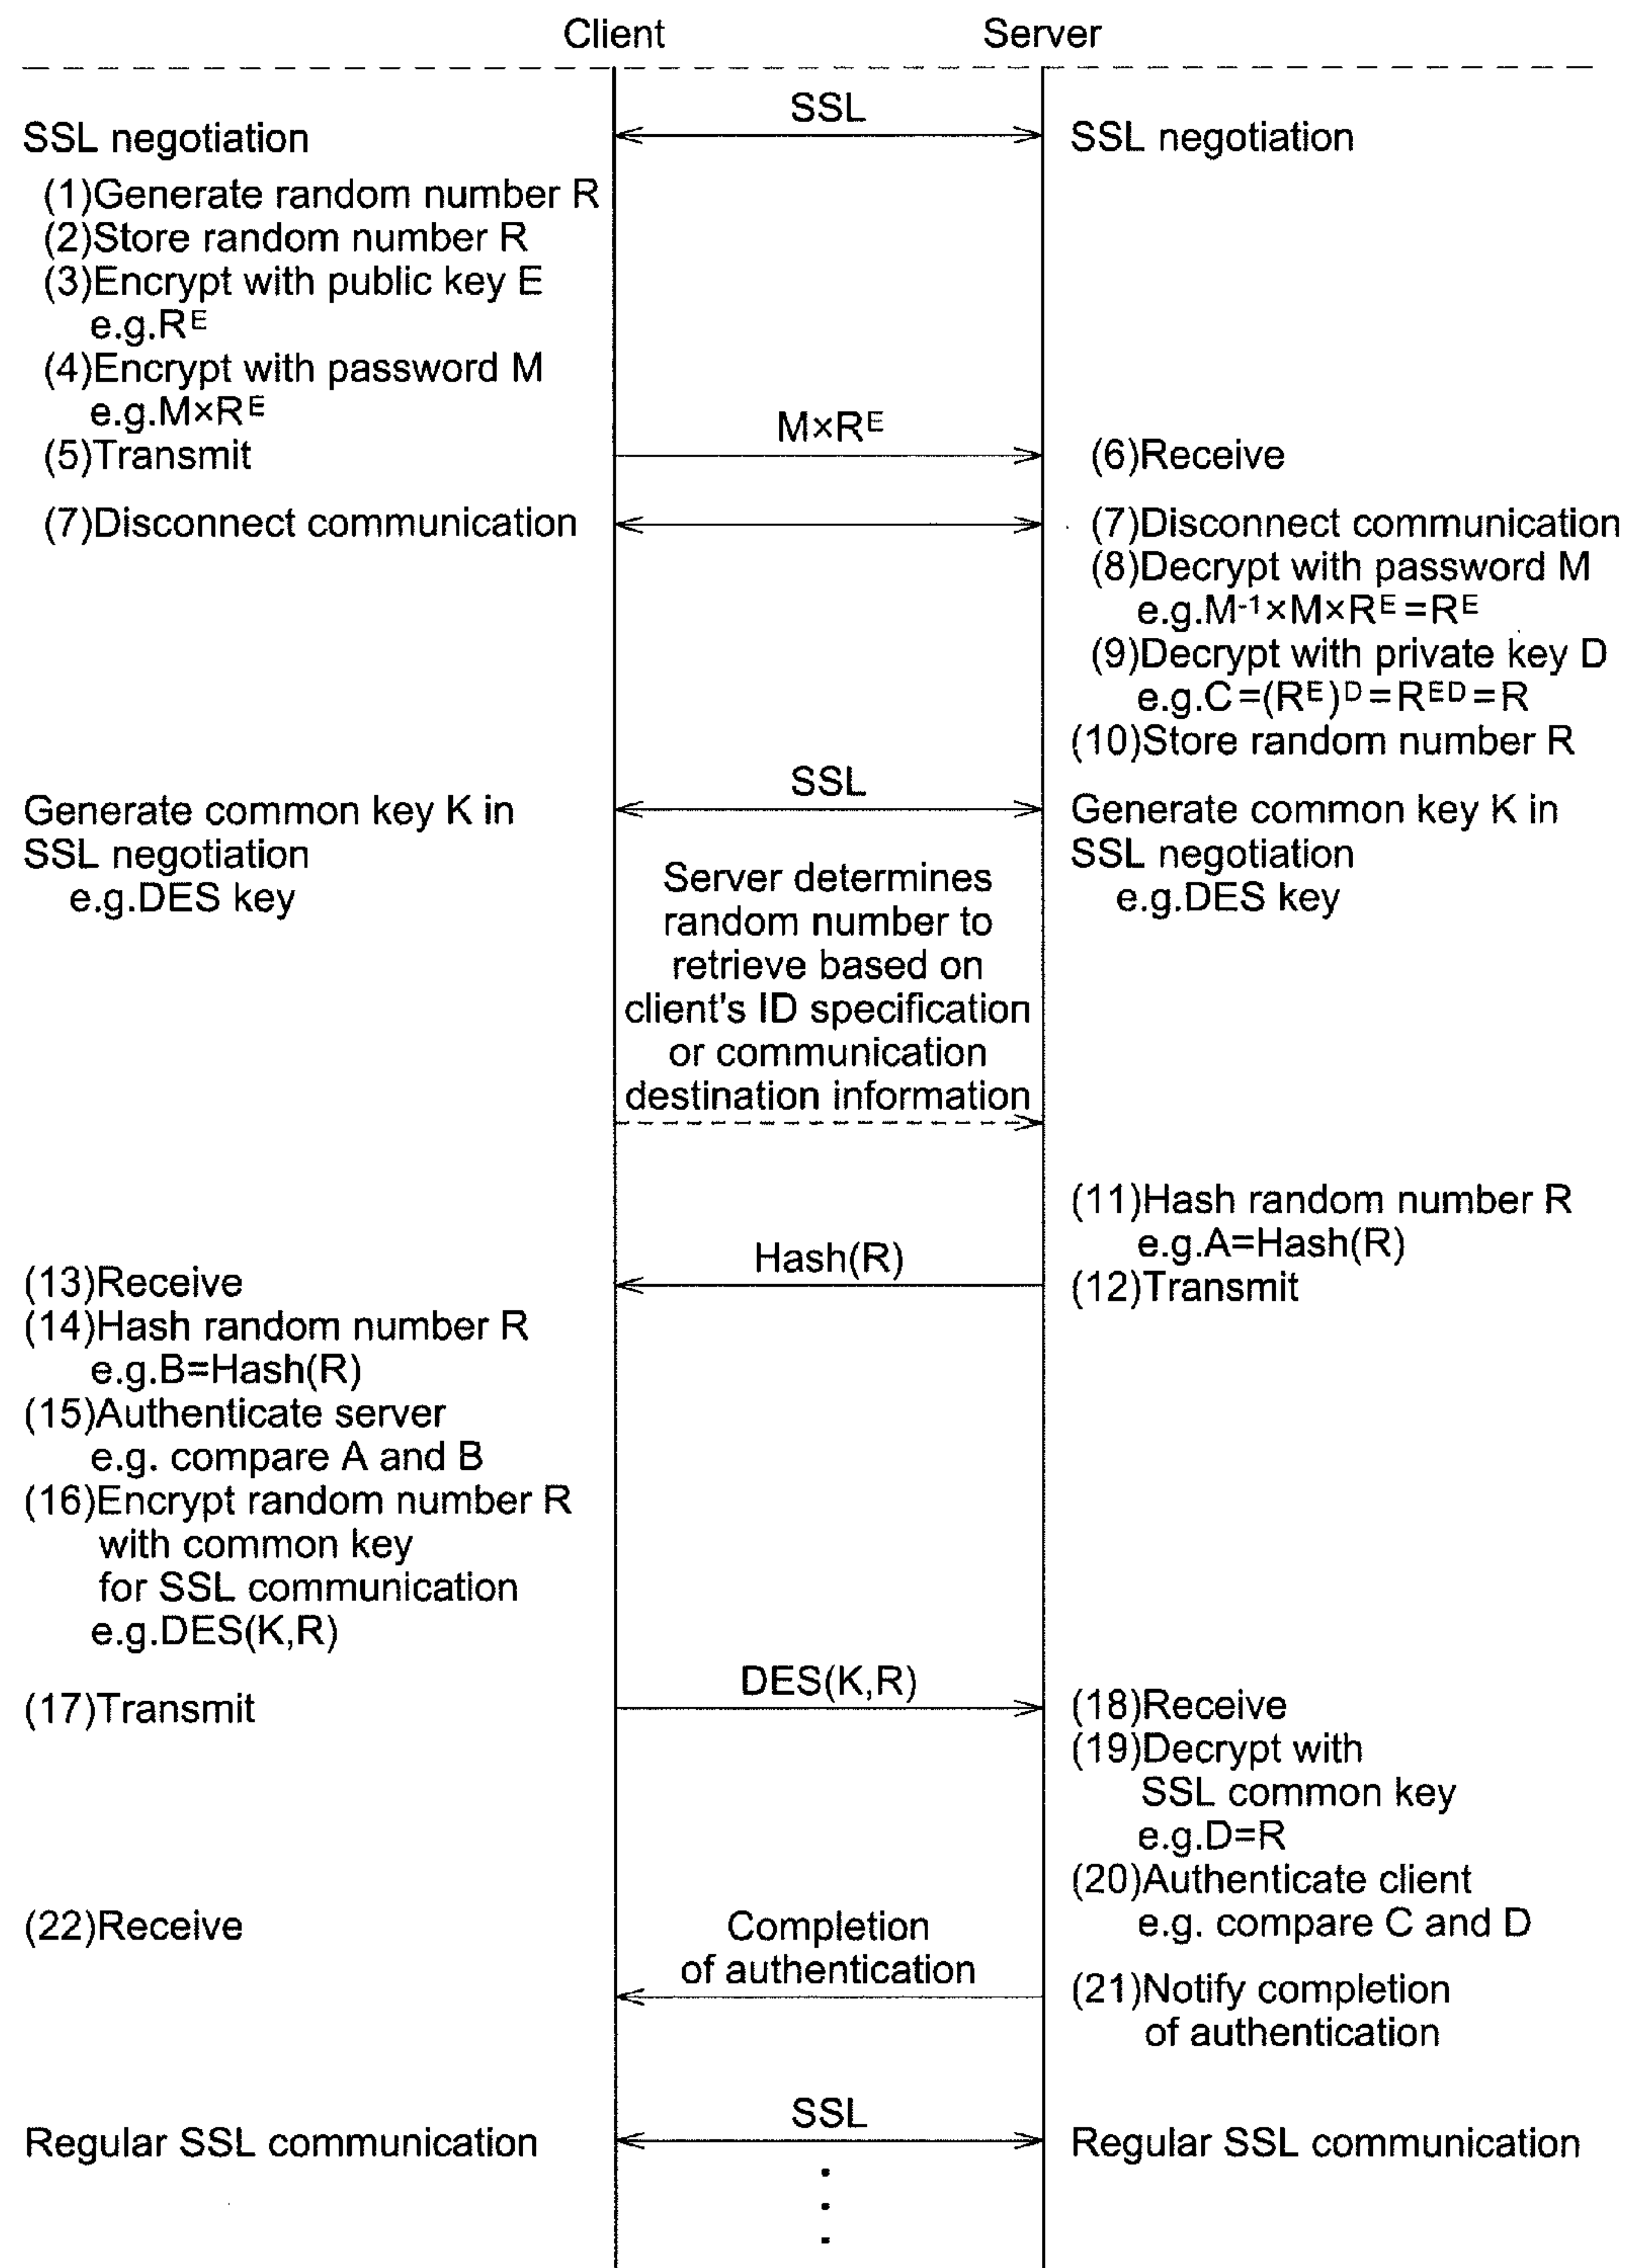 Client
Server
SSL
SSL negotiation
SSL negotiation
(1)Generate random number R
(2)Store random number R
(3)Encrypt with public key E
e.g.Rᴱ
(4)Encrypt with password M
e.g.M×Rᴱ
M×Rᴱ
(5)Transmit
(6)Receive
(7)Disconnect communication
(7)Disconnect communication
(8)Decrypt with password M
e.g.M⁻¹×M×Rᴱ=Rᴱ
(9)Decrypt with private key D
e.g.C=(Rᴱ)ᴰ=Rᴱᴰ=R
(10)Store random number R
SSL
Generate common key K in
SSL negotiation
e.g.DES key
Generate common key K in
SSL negotiation
e.g.DES key
Server determines
random number to
retrieve based on
client's ID specification
or communication
destination information
(11)Hash random number R
e.g.A=Hash(R)
Hash(R)
(12)Transmit
(13)Receive
(14)Hash random number R
e.g.B=Hash(R)
(15)Authenticate server
e.g. compare A and B
(16)Encrypt random number R
with common key
for SSL communication
e.g.DES(K,R)
DES(K,R)
(17)Transmit
(18)Receive
(19)Decrypt with
SSL common key
e.g.D=R
(20)Authenticate client
e.g. compare C and D
(22)Receive
Completion
of authentication
(21)Notify completion
of authentication
SSL
Regular SSL communication
Regular SSL communication